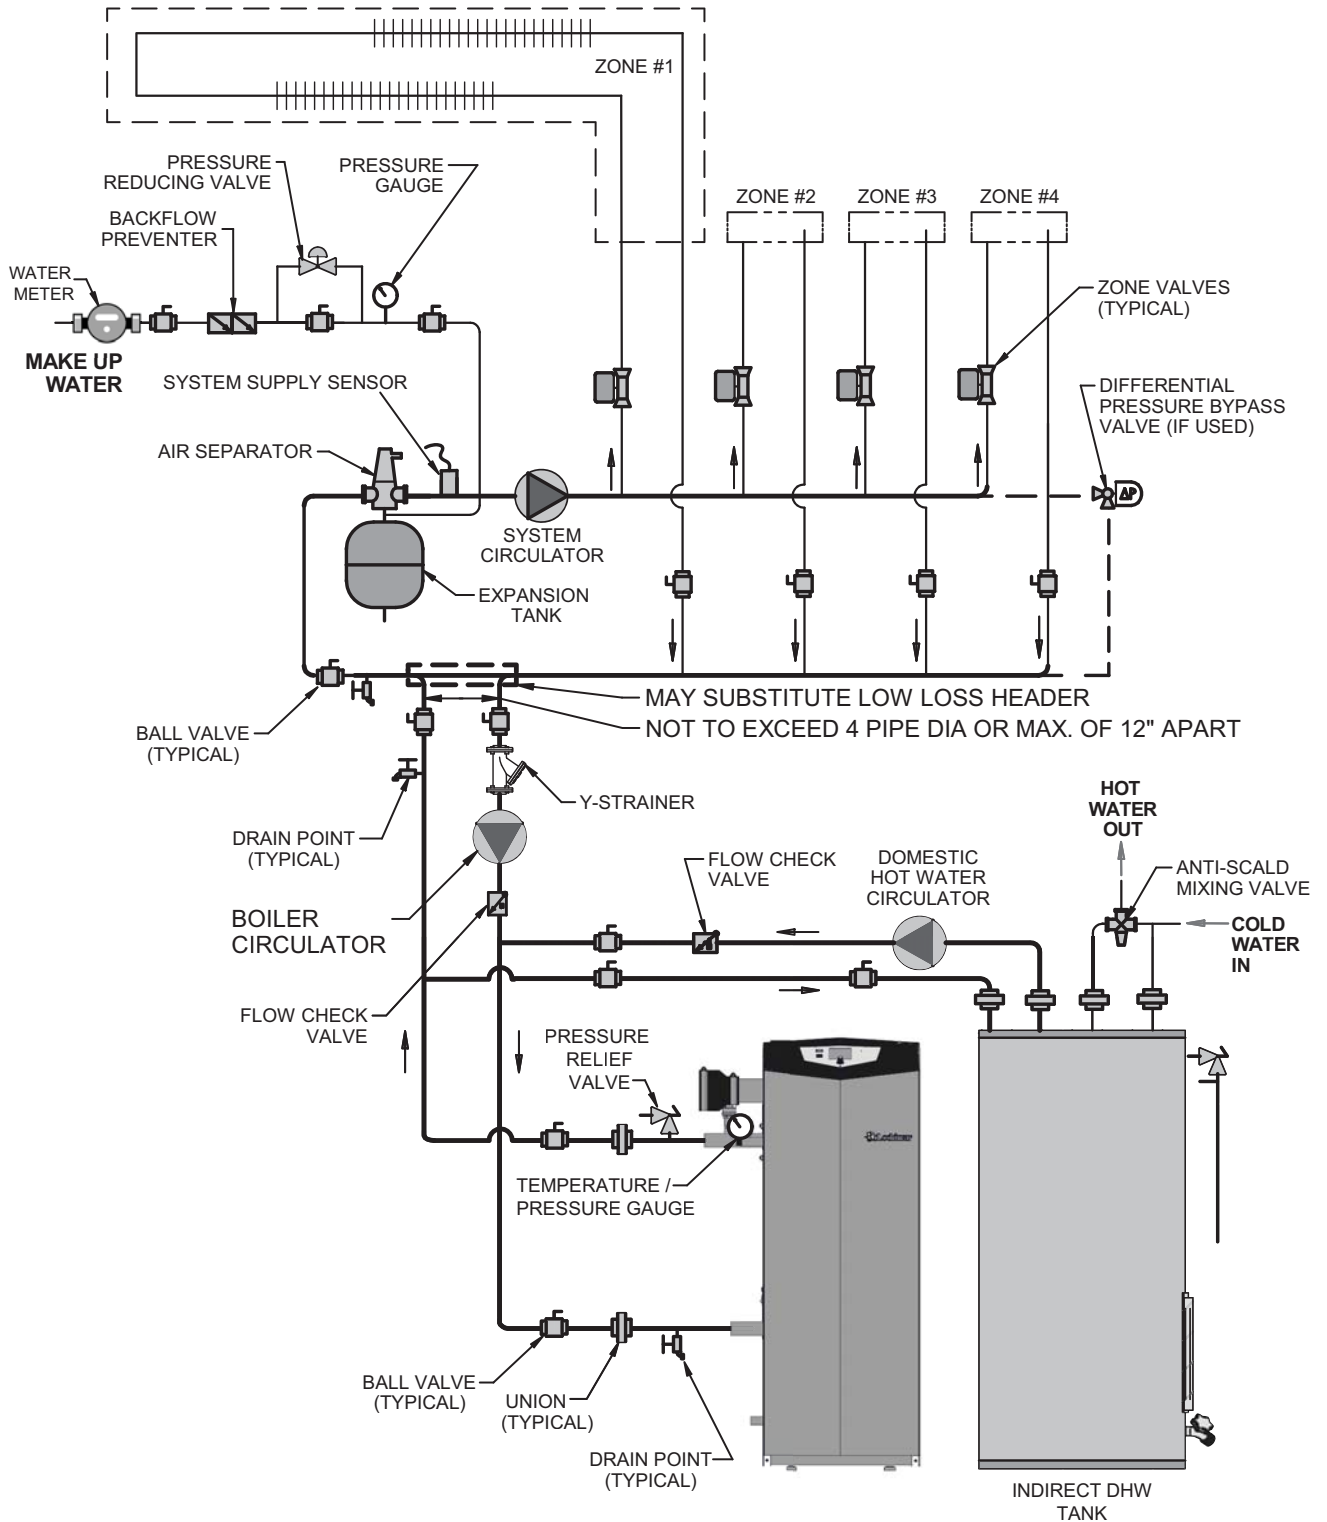 ZONE #1
PRESSURE
REDUCING VALVE
PRESSURE
GAUGE
BACKFLOW
PREVENTER
ZONE #2
ZONE #3
ZONE #4
WATER
METER
ZONE VALVES
(TYPICAL)
MAKE UP
WATER
SYSTEM SUPPLY SENSOR
DIFFERENTIAL
PRESSURE BYPASS
VALVE (IF USED)
AIR SEPARATOR
ΔP
SYSTEM
CIRCULATOR
EXPANSION
TANK
MAY SUBSTITUTE LOW LOSS HEADER
NOT TO EXCEED 4 PIPE DIA OR MAX. OF 12" APART
BALL VALVE
(TYPICAL)
Y-STRAINER
HOT
WATER
OUT
DRAIN POINT
(TYPICAL)
FLOW CHECK
VALVE
DOMESTIC
HOT WATER
CIRCULATOR
ANTI-SCALD
MIXING VALVE
BOILER
CIRCULATOR
COLD
WATER
IN
FLOW CHECK
VALVE
PRESSURE
RELIEF
VALVE
Lochinvar
TEMPERATURE /
PRESSURE GAUGE
BALL VALVE
(TYPICAL)
UNION
(TYPICAL)
DRAIN POINT
(TYPICAL)
INDIRECT DHW
TANK